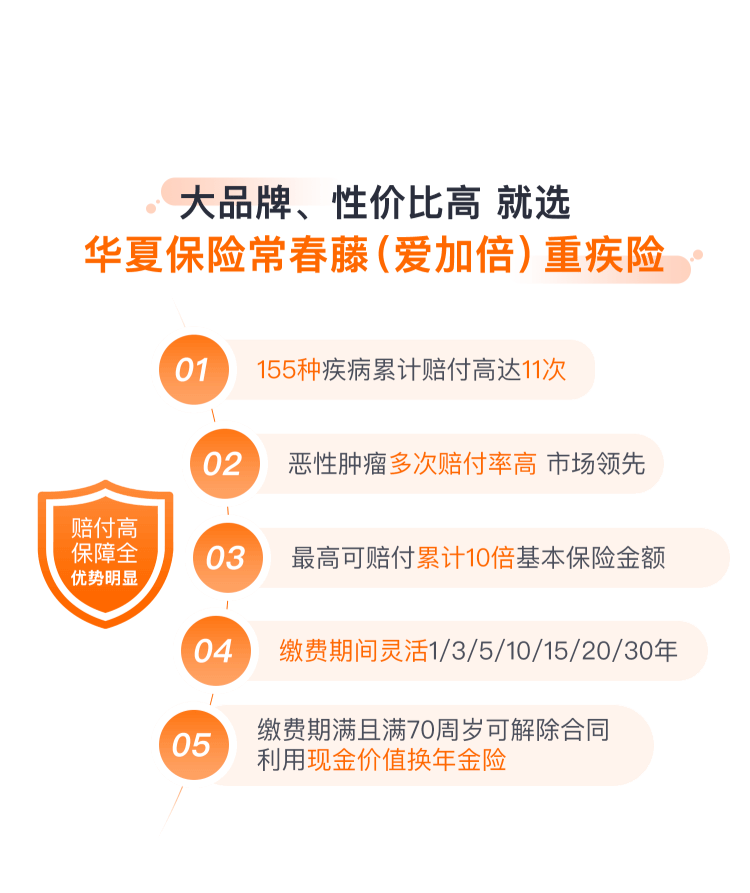 大品牌、性价比高 就选
华夏保险常春藤(爱加倍)重疾险
01
155种疾病累计赔付高达11次
02
恶性肿瘤多次赔付率高 市场领先
赔付高
保障全
优势明显
03
最高可赔付累计10倍基本保险金额
04
缴费期间灵活1/3/5/10/15/20/30年
05
缴费期满且满70周岁可解除合同
利用现金价值换年金险